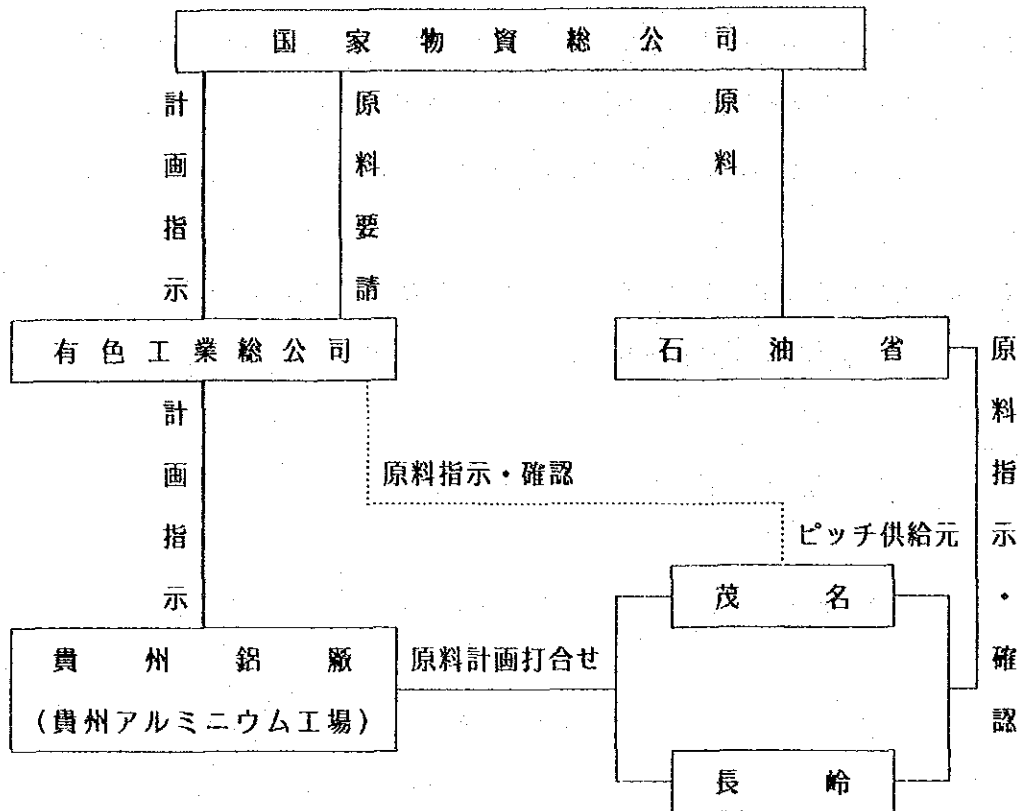 国家物資総公司
計画指示
原料要請
原料
有色工業総公司
石油省
原料指示・確認
計画指示
原料指示・確認
ピッチ供給元
茂名
貴州鋁廠
(貴州アルミニウム工場)
原料計画打合せ
長岭